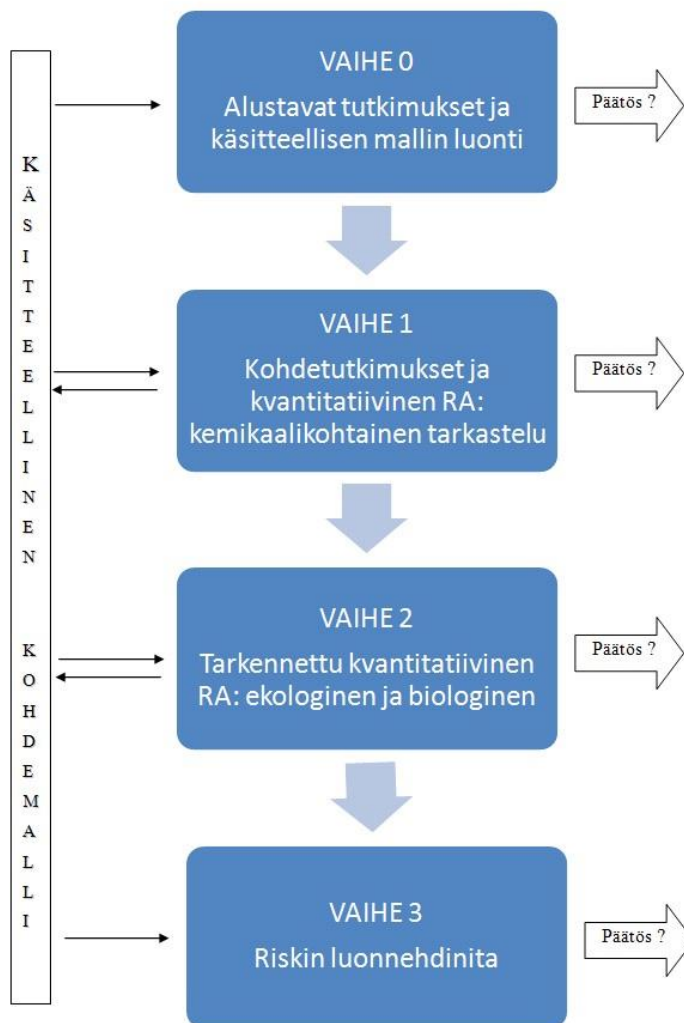 KÄSITTEELLINEN KOHDEMALLI
VAIHE 0
Alustavat tutkimukset ja
käsitteellisen mallin luonti
Päätös ?
VAIHE 1
Kohdetutkimukset ja
kvantitatiivinen RA:
kemikaalikohtainen tarkastelu
Päätös ?
VAIHE 2
Tarkennettu kvantitatiivinen
RA: ekologinen ja biologinen
Päätös ?
VAIHE 3
Riskin luonnehdinita
Päätös ?